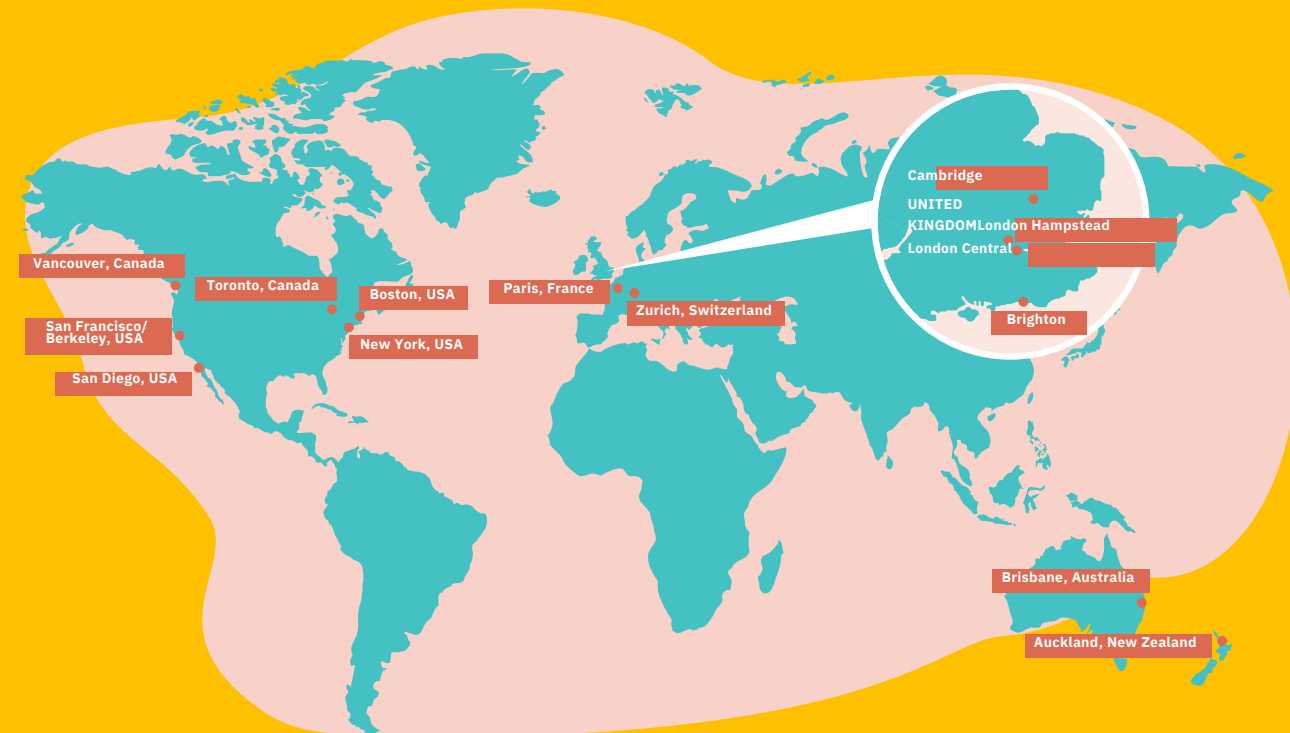 Cambridge
UNITED
KINGDOMLondon Hampstead
London Central -
Vancouver, Canada
Toronto, Canada
Boston, USA
Paris, France
Zurich, Switzerland
Brighton
San Francisco/
Berkeley, USA
New York, USA
San Diego, USA
Brisbane, Australia
Auckland, New Zealand